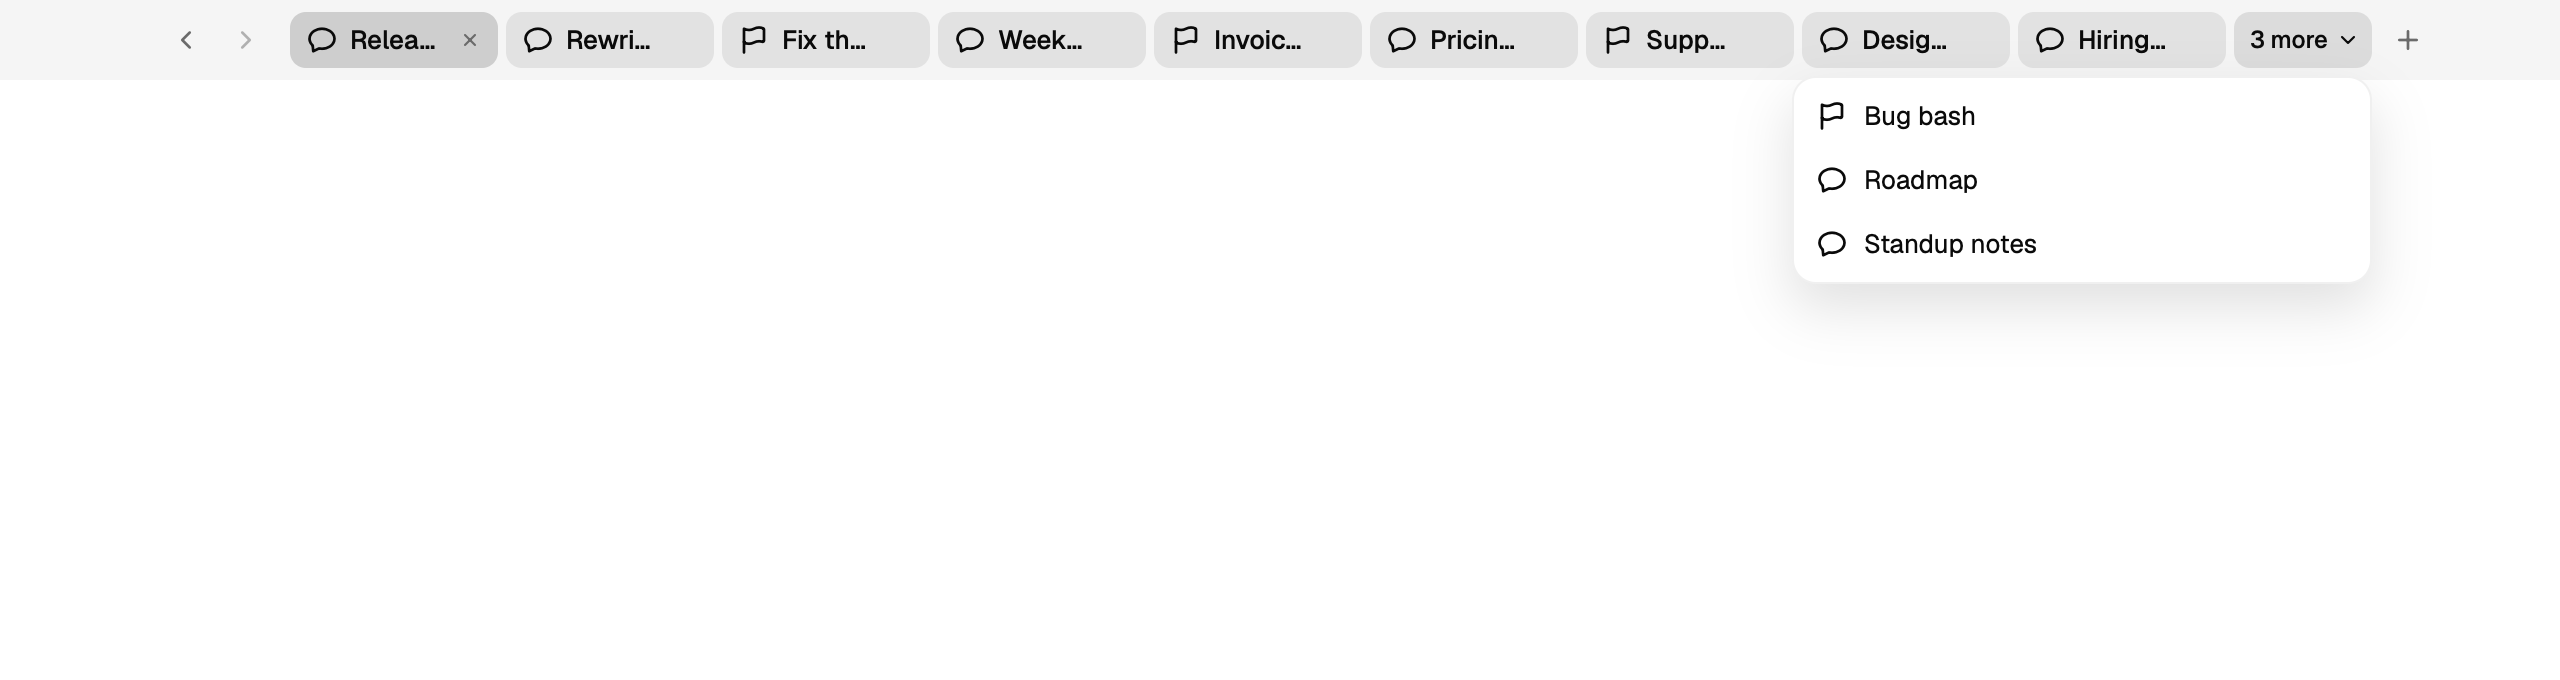 Relea...
Rewri...
Fix th...
Week...
Invoic...
Pricin...
Supp...
Desig...
Hiring...
3 more
Bug bash
Roadmap
Standup notes